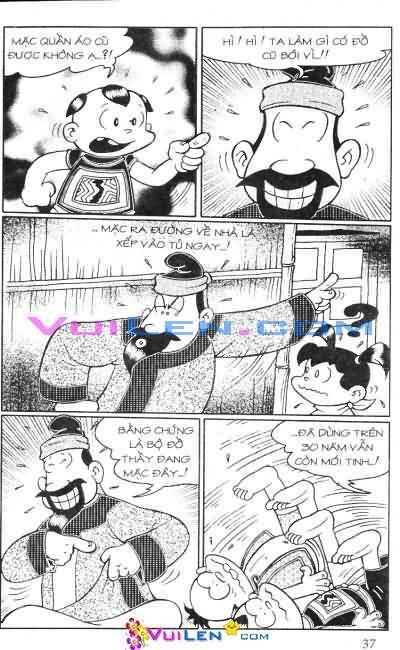 MẶC QUẦN ÁO CŨ
ĐƯỢC KHÔNG Ạ...?!
HÌ! HÌ! TA LÀM GÌ CÓ ĐỒ
CŨ BỞI VÌ...!!
.. MẶC RA ĐƯỜNG VỀ NHÀ LÀ
XẾP VÀO TỦ NGAY...!
VuiLen.com
BẰNG CHỨNG
LÀ BỘ ĐỒ
THẦY ĐANG
MẶC ĐÂY...!
...ĐÃ DÙNG TRÊN
30 NĂM VẪN
CÒN MỚI TINH...!
37
VuiLen.com